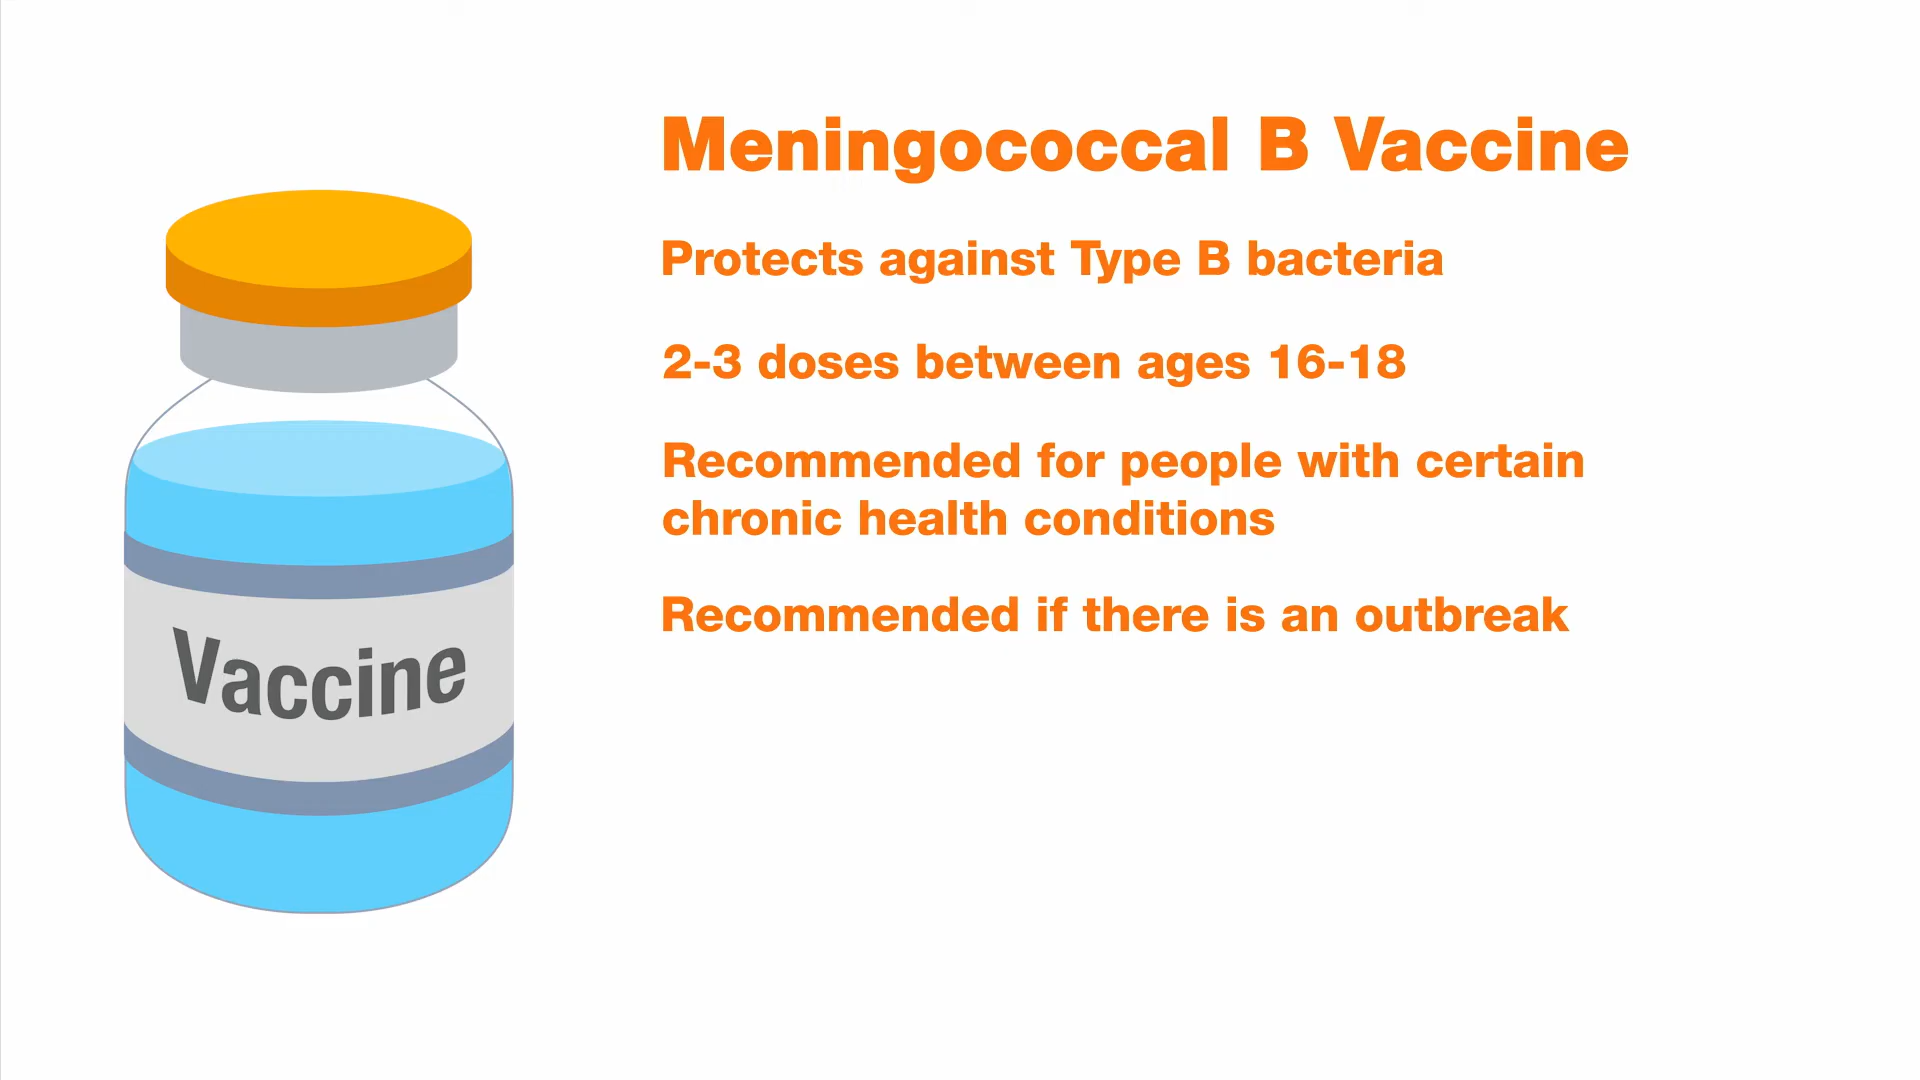 Meningococcal B Vaccine
Protects against Type B bacteria
2-3 doses between ages 16-18
Recommended for people with certain
chronic health conditions
Recommended if there is an outbreak
Vaccine